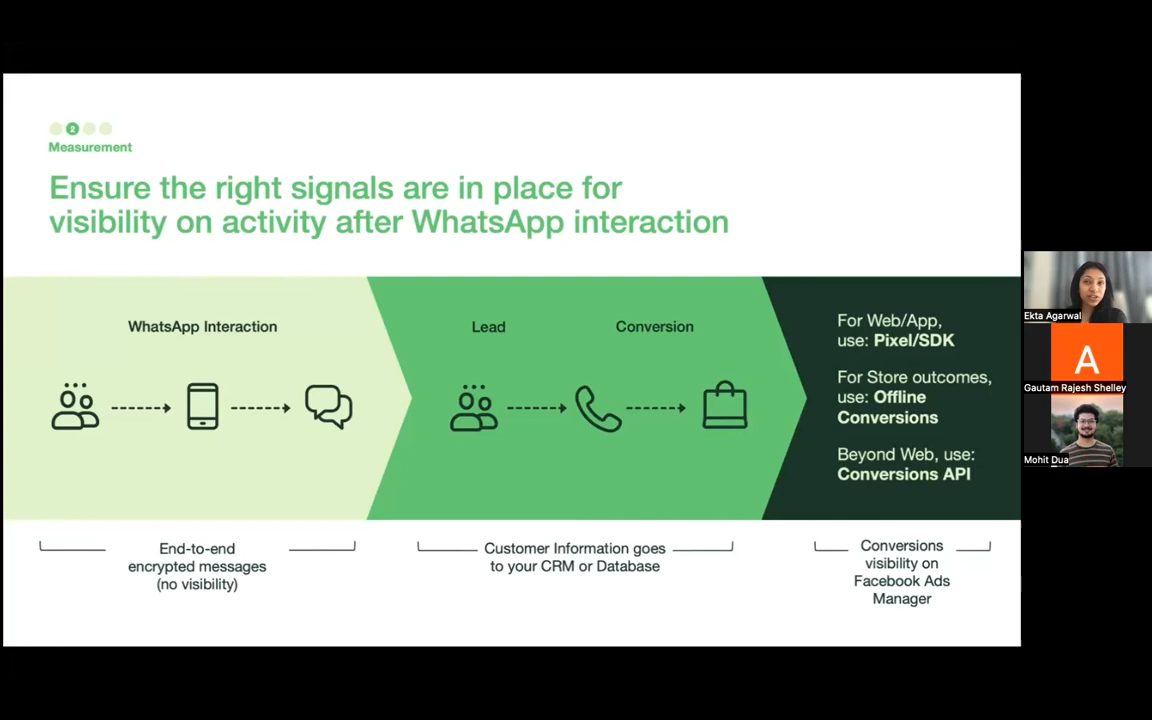 2
Measurement
Ensure the right signals are in place for
visibility on activity after WhatsApp interaction
WhatsApp Interaction
Lead
Conversion
For Web/App,
use: Pixel/SDK
For Store outcomes,
use: Offline
Conversions
Beyond Web, use:
Conversions API
End-to-end
encrypted messages
(no visibility)
Customer Information goes
to your CRM or Database
Conversions
visibility on
Facebook Ads
Manager
Ekta Agarwal
A
Gautam Rajesh Shelley
Mohit Dua